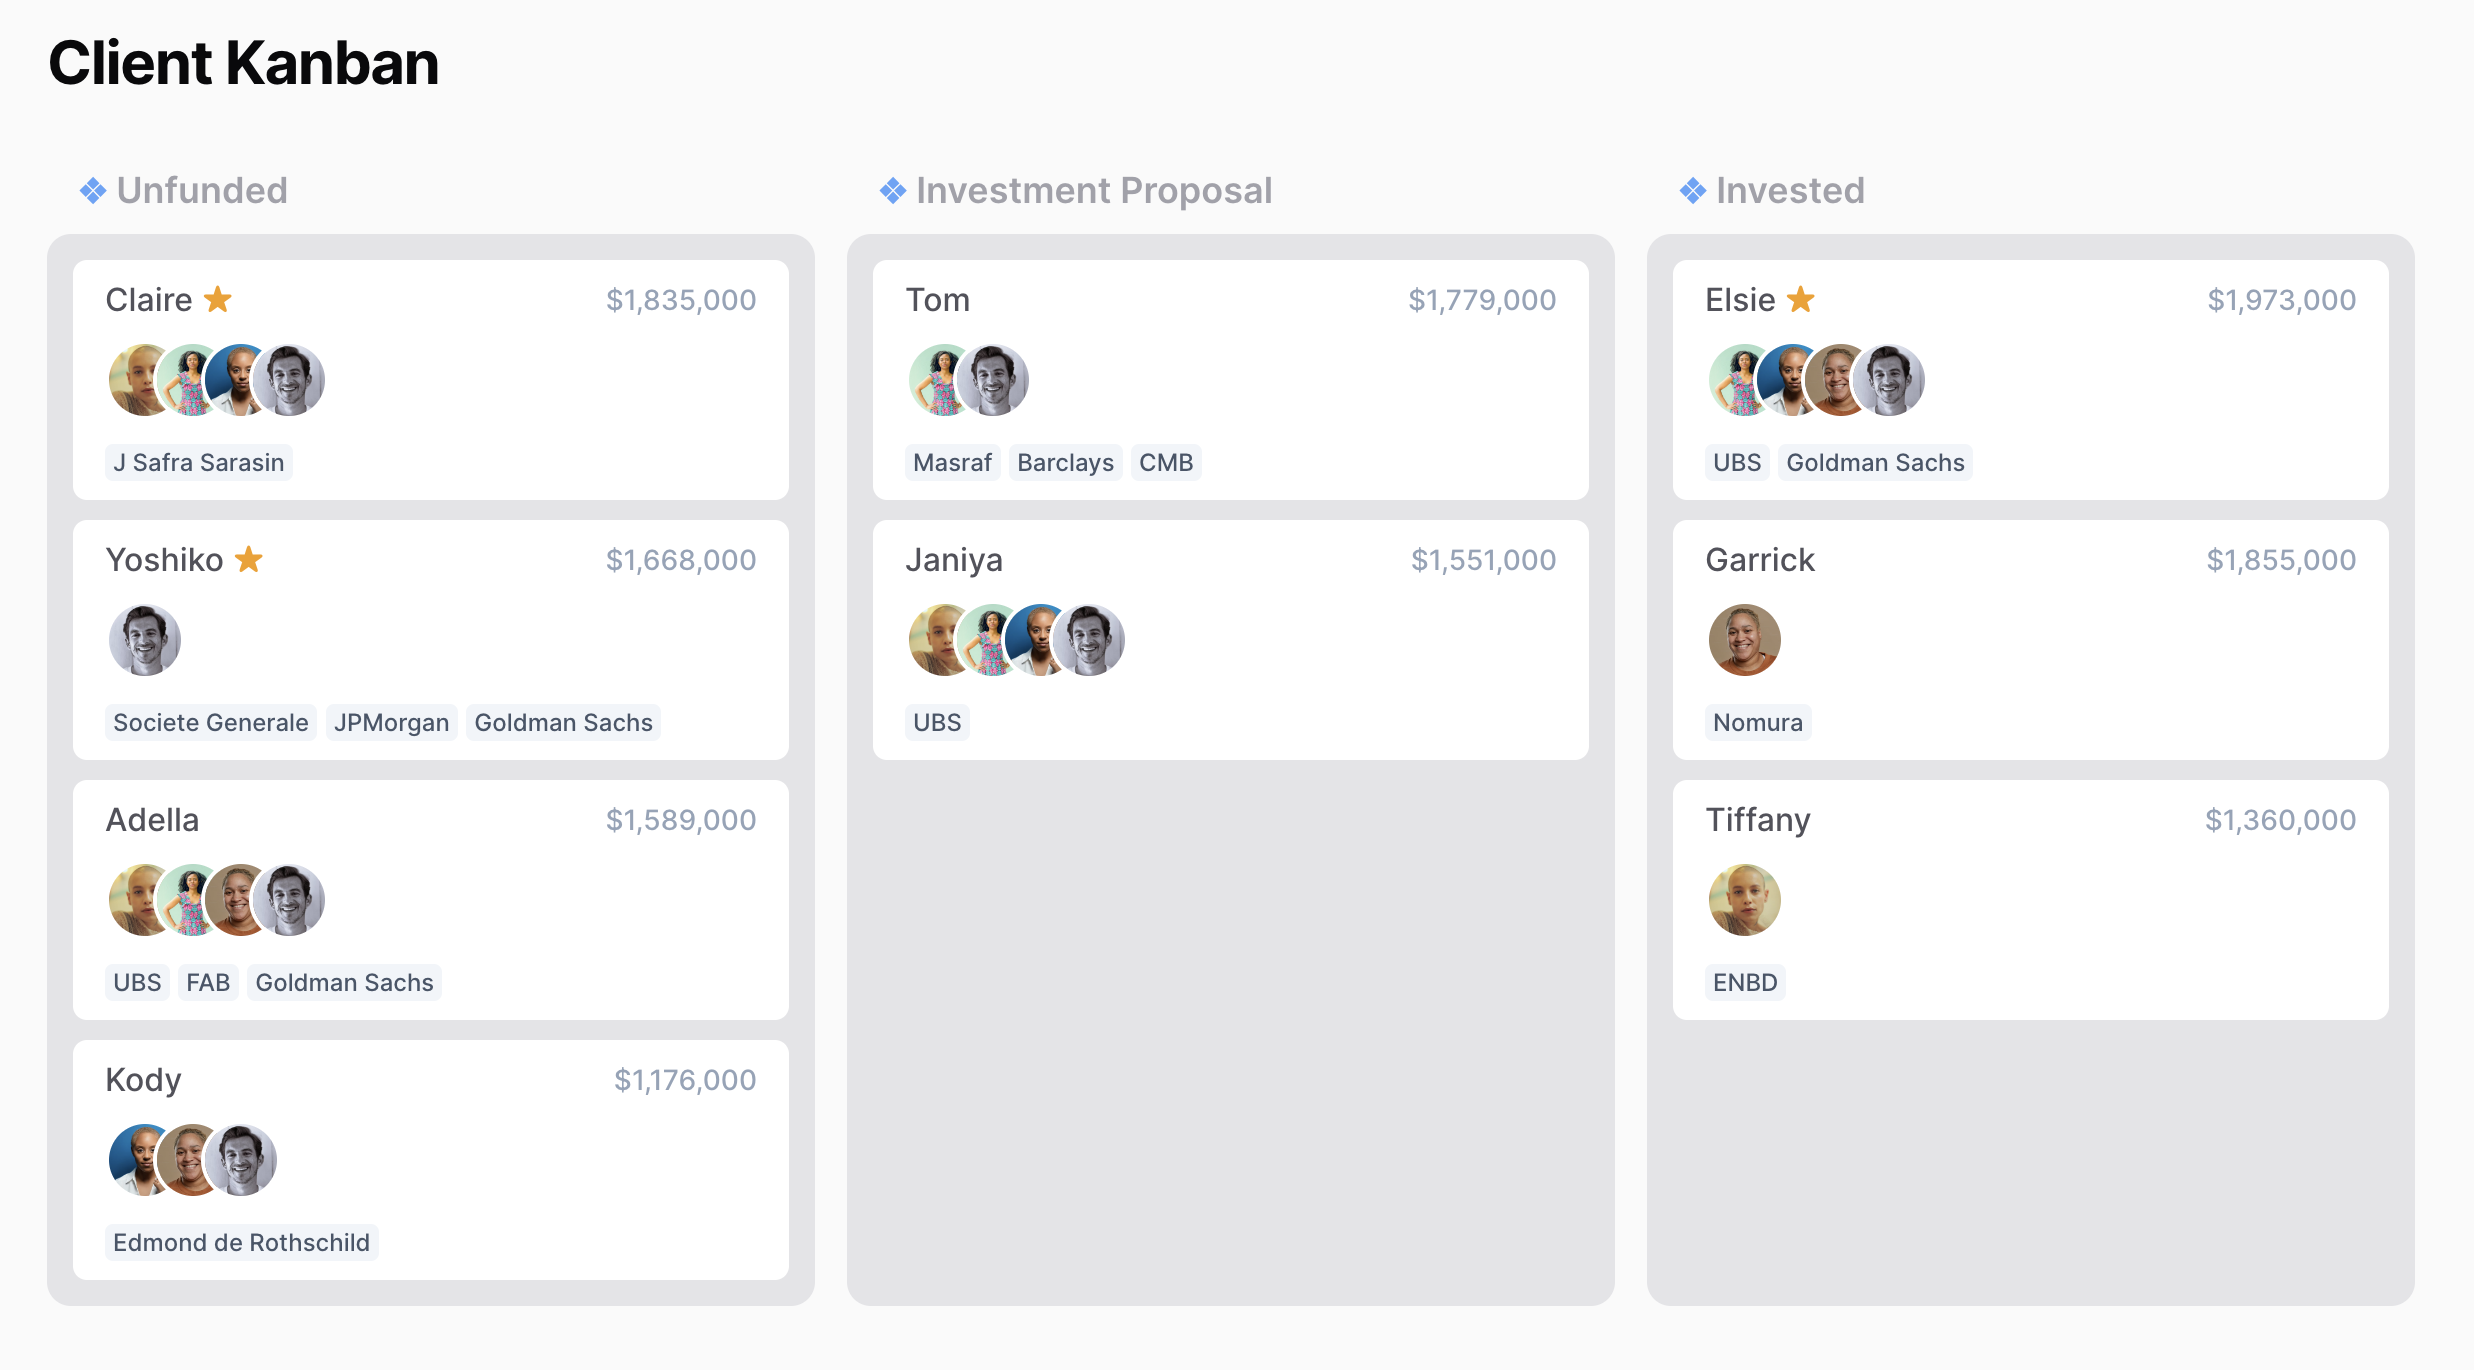 Client Kanban
Unfunded
Claire $1,835,000
J Safra Sarasin
Yoshiko $1,668,000
Societe Generale JPMorgan Goldman Sachs
Adella $1,589,000
UBS FAB Goldman Sachs
Kody $1,176,000
Edmond de Rothschild
Investment Proposal
Tom $1,779,000
Masraf Barclays CMB
Janiya $1,551,000
UBS
Invested
Elsie $1,973,000
UBS Goldman Sachs
Garrick $1,855,000
Nomura
Tiffany $1,360,000
ENBD